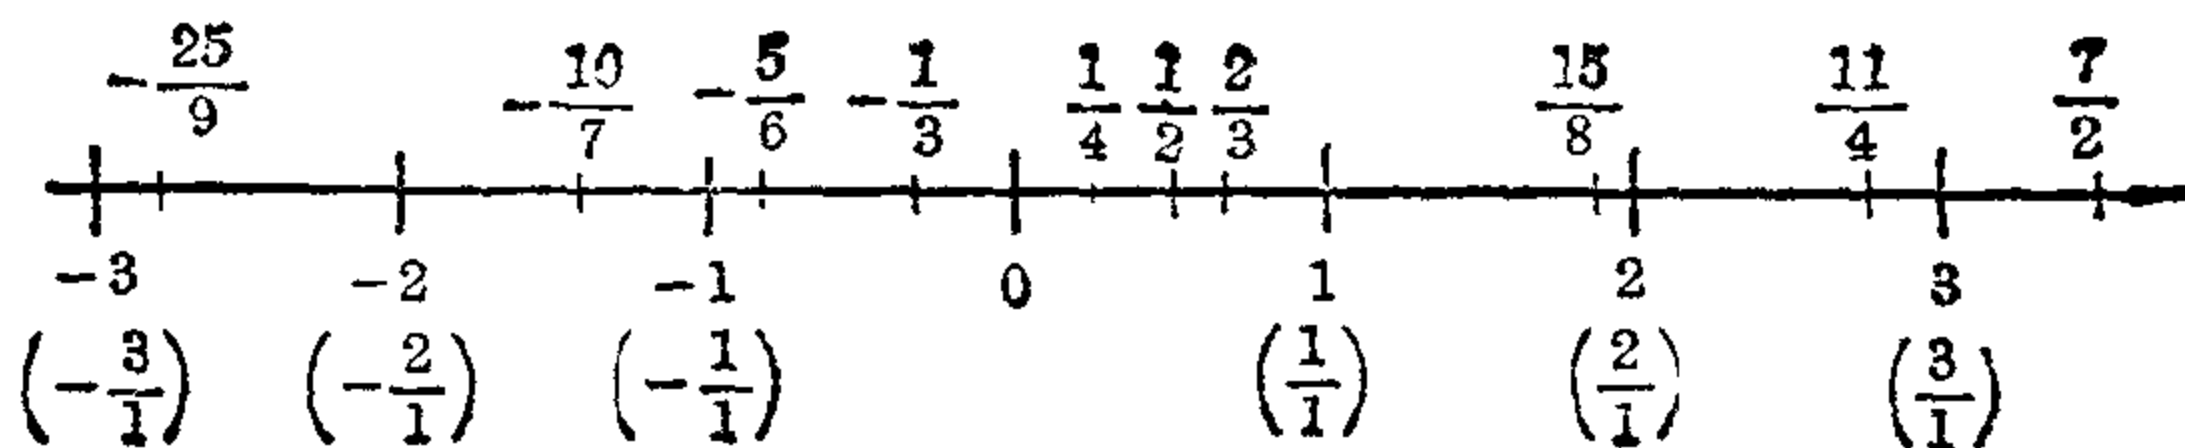 -25/9 -10/7 -5/6 -1/3 1/4 1/2 2/3 15/8 11/4 7/2
-3 -2 -1 0 1 2 3
(-3/1) (-2/1) (-1/1) (1/1) (2/1) (3/1)